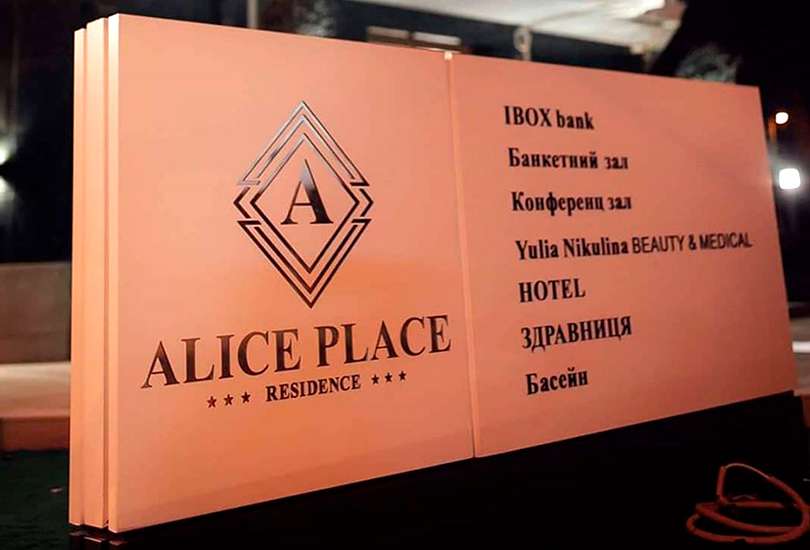 A
ALICE PLACE
*** RESIDENCE ***
IBOX bank
Банкетний зал
Конференц зал
Yulia Nikulina BEAUTY & MEDICAL
HOTEL
ЗДРАВНИЦЯ
Басейн